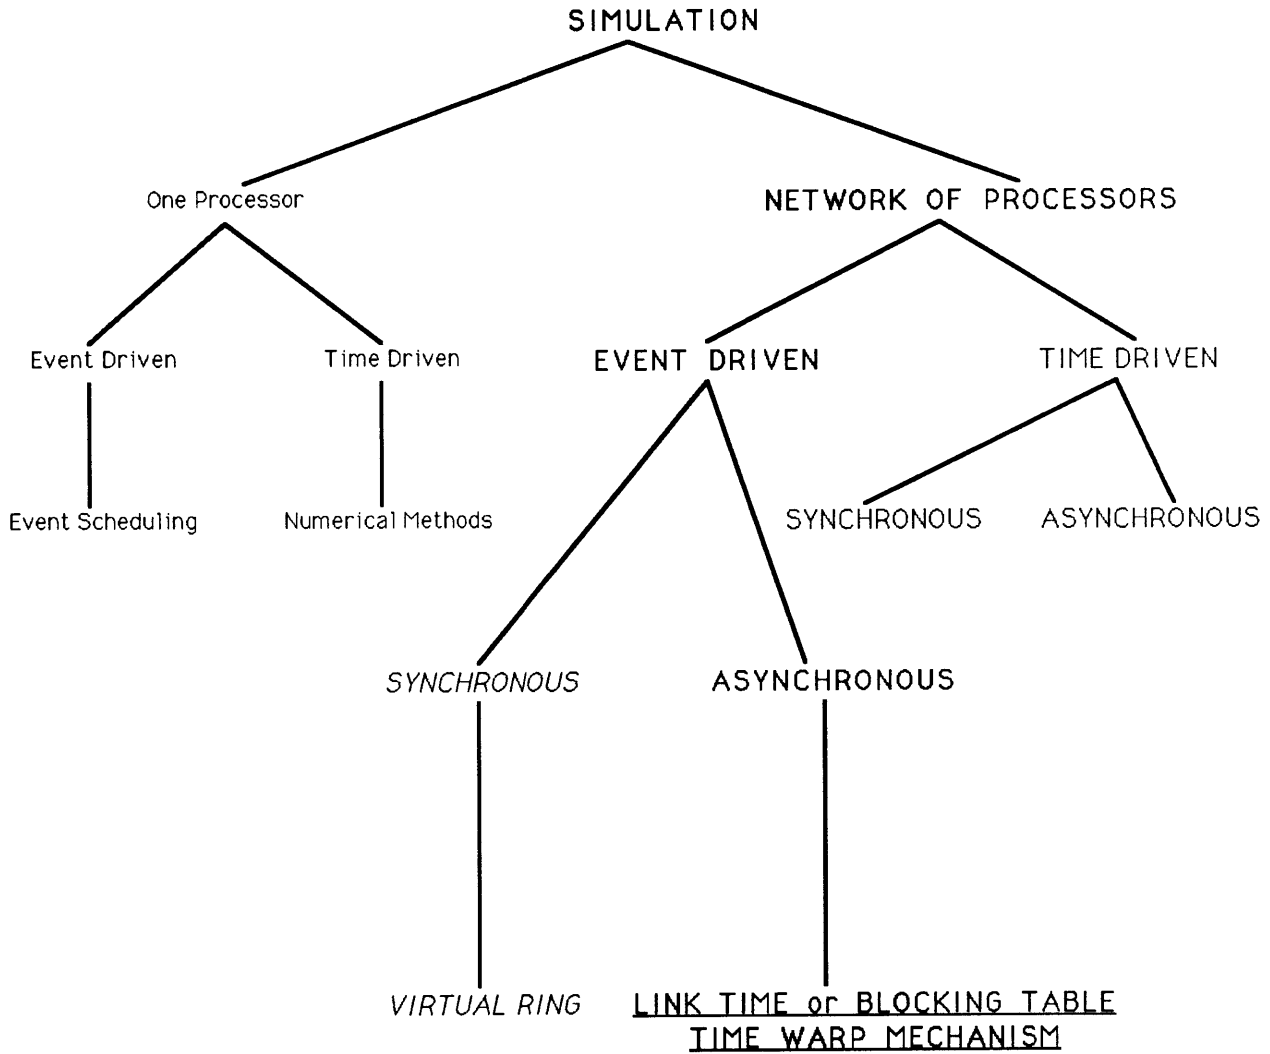 SIMULATION
One Processor
NETWORK OF PROCESSORS
Event Driven
Time Driven
EVENT DRIVEN
TIME DRIVEN
Event Scheduling
Numerical Methods
SYNCHRONOUS
ASYNCHRONOUS
SYNCHRONOUS
ASYNCHRONOUS
VIRTUAL RING
LINK TIME or BLOCKING TABLE
TIME WARP MECHANISM